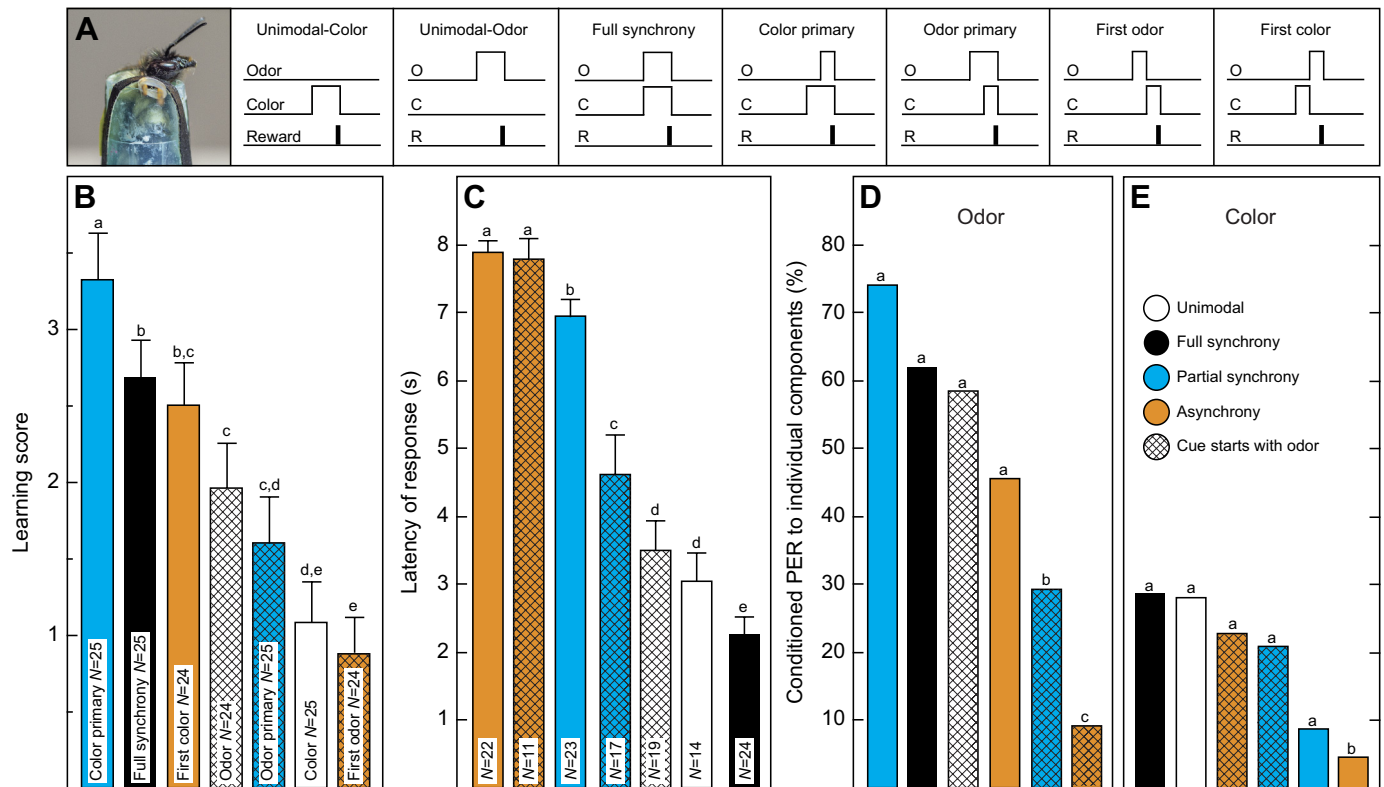 A
Unimodal-Color
Odor
Color
Reward
Unimodal-Odor
O
C
R
Full synchrony
O
C
R
Color primary
O
C
R
Odor primary
O
C
R
First odor
O
C
R
First color
O
C
R
B
Learning score
3
2
1
a
b
b,c
c
c,d
d,e
e
Color primary N=25
Full synchrony N=25
First color N=24
Odor N=24
Odor primary N=25
Color N=25
First odor N=24
C
Latency of response (s)
8
7
6
5
4
3
2
1
a
a
b
c
d
d
e
N=22
N=11
N=23
N=17
N=19
N=14
N=24
D
Odor
Conditioned PER to individual components (%)
80
70
60
50
40
30
20
10
a
a
a
a
b
c
E
Color
Unimodal
Full synchrony
Partial synchrony
Asynchrony
Cue starts with odor
a
a
a
a
a
b